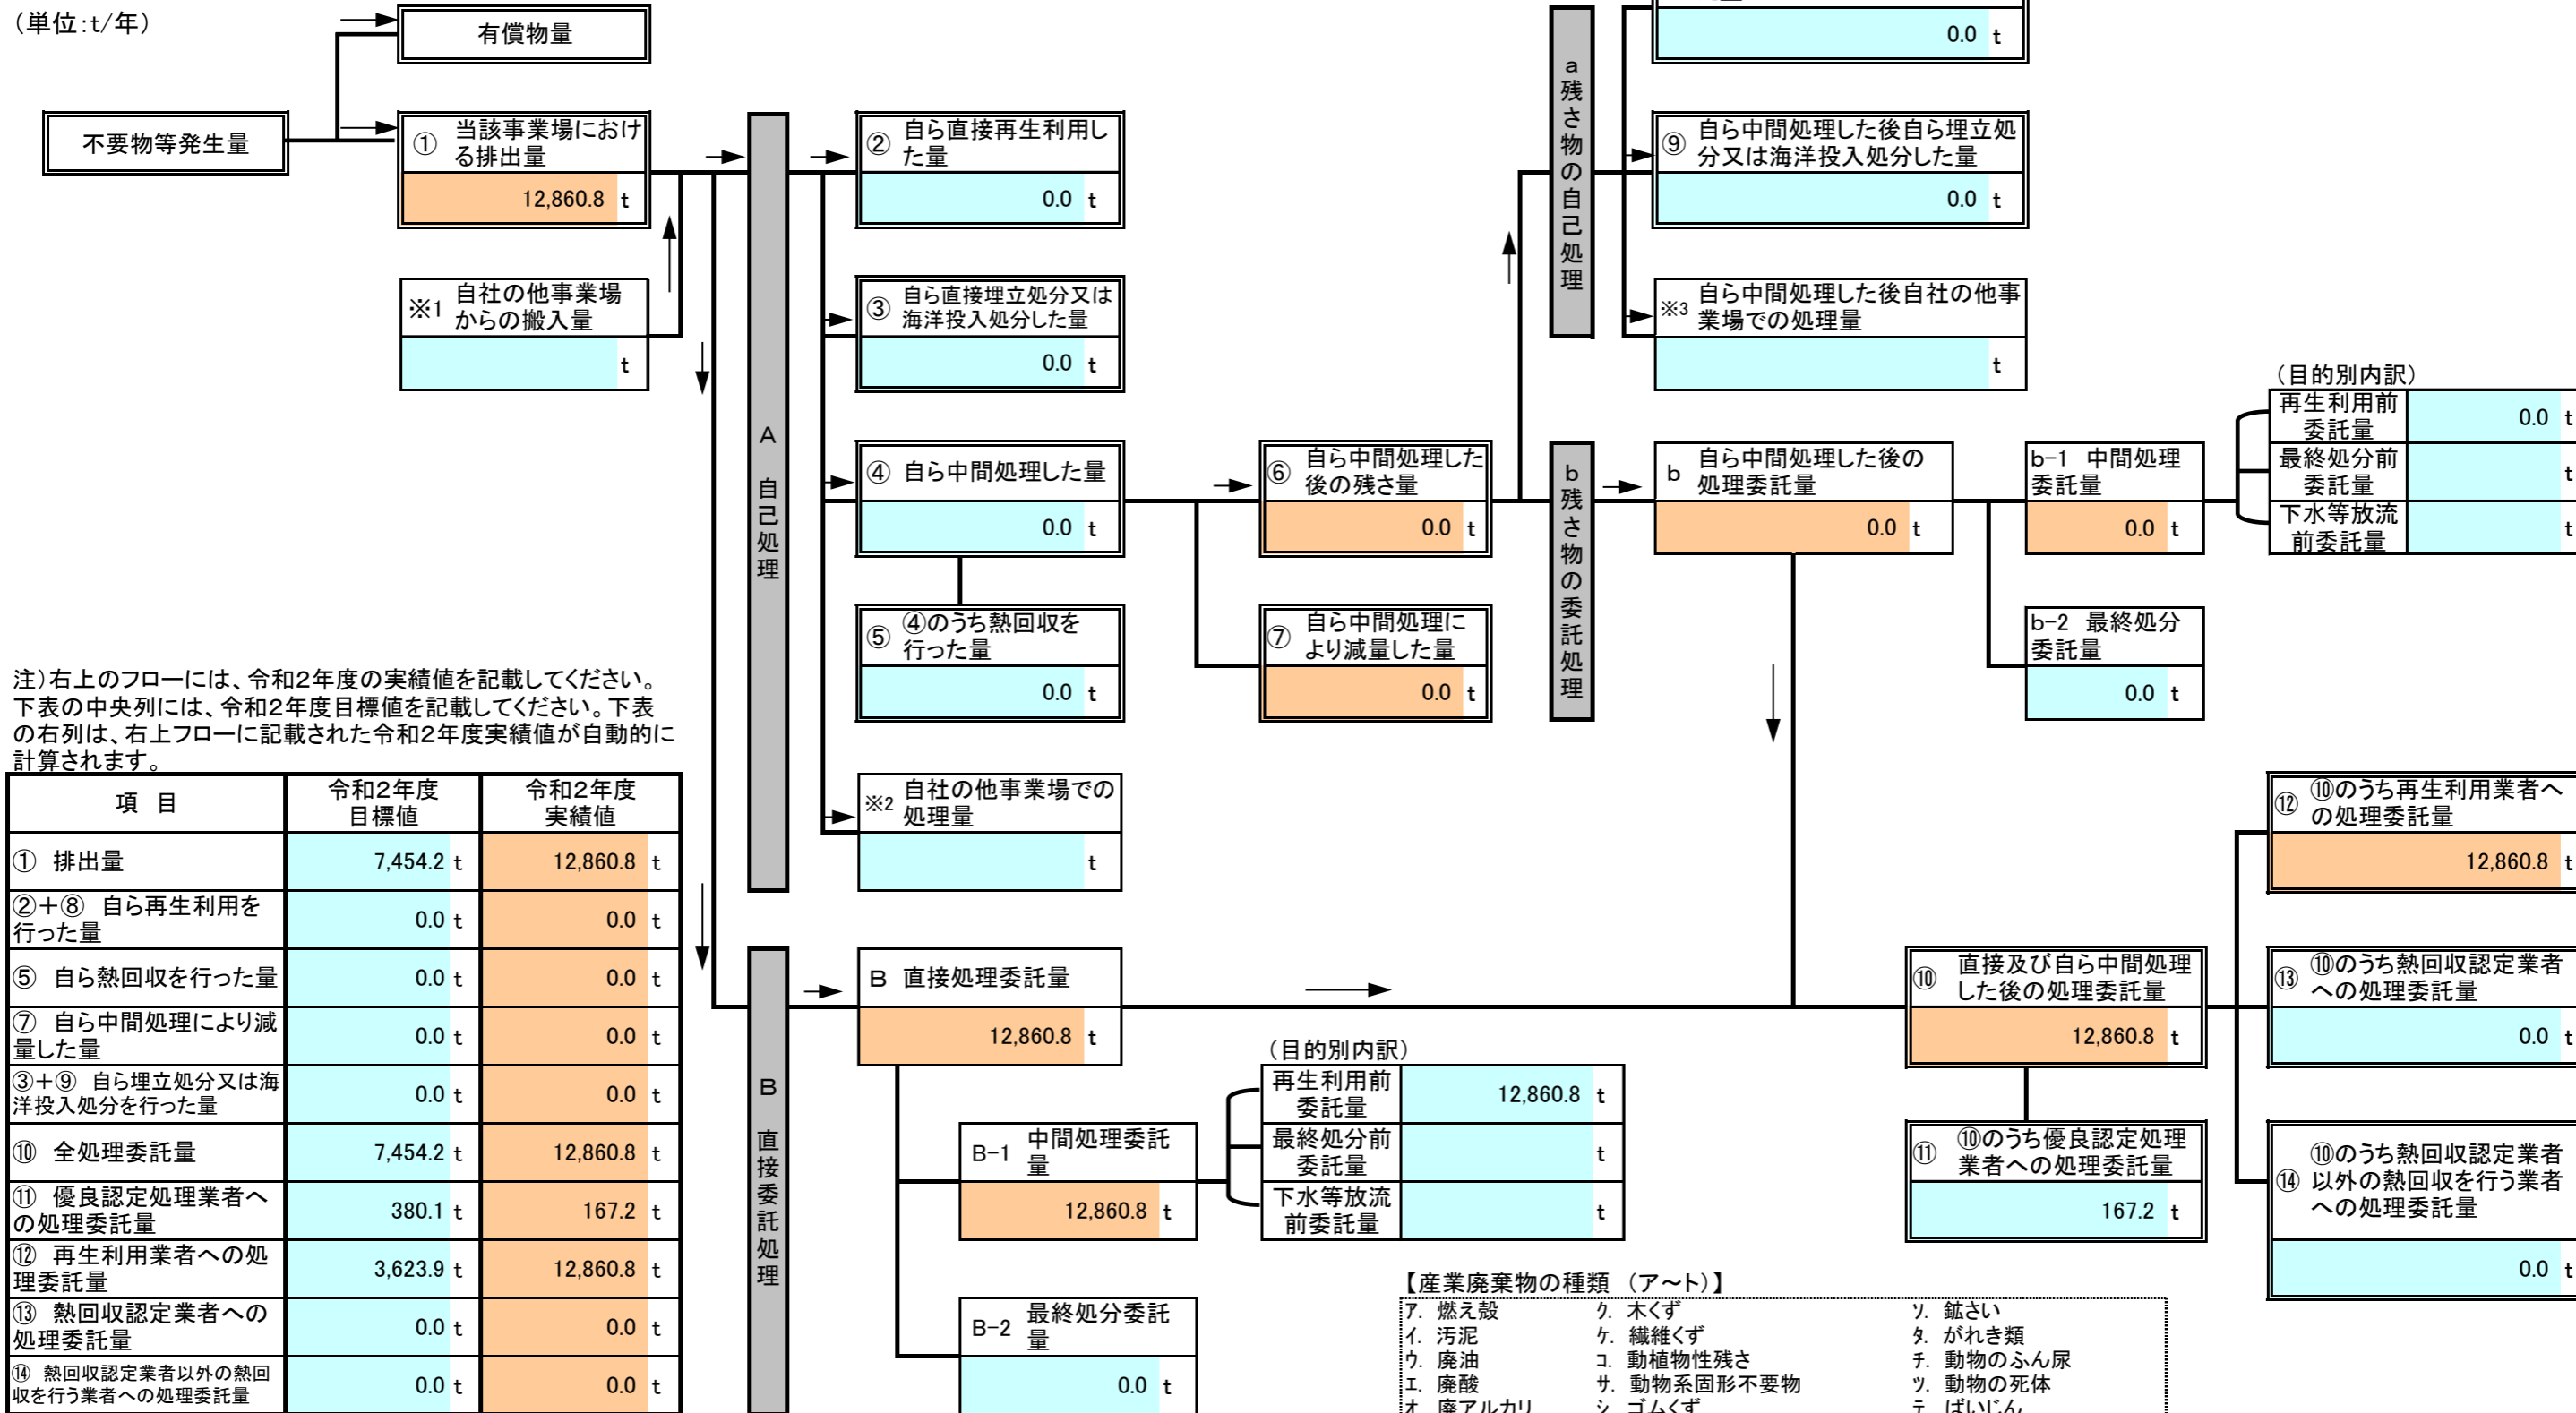 （単位:t/年）
有償物量
0.0 t
不要物等発生量
① 当該事業場におけ
る排出量
12,860.8 t
※1 自社の他事業場
からの搬入量
t
A 自己処理
② 自ら直接再生利用し
た量
0.0 t
③ 自ら直接埋立処分又は
海洋投入処分した量
0.0 t
④ 自ら中間処理した量
0.0 t
⑤ ④のうち熱回収を
行った量
0.0 t
※2 自社の他事業場での
処理量
t
⑥ 自ら中間処理した
後の残さ量
0.0 t
⑦ 自ら中間処理に
より減量した量
0.0 t
a 残さ物の自己処理
⑨ 自ら中間処理した後自ら埋立処
分又は海洋投入処分した量
0.0 t
※3 自ら中間処理した後自社の他事
業場での処理量
t
b 残さ物の委託処理
b 自ら中間処理した後の
処理委託量
0.0 t
b-1 中間処理
委託量
0.0 t
b-2 最終処分
委託量
0.0 t
（目的別内訳）
再生利用前
委託量 0.0 t
最終処分前
委託量 t
下水等放流
前委託量 t
注）右上のフローには、令和2年度の実績値を記載してください。
下表の中央列には、令和2年度目標値を記載してください。下表
の右列は、右上フローに記載された令和2年度実績値が自動的に
計算されます。
項 目 令和2年度 目標値 令和2年度 実績値
① 排出量 7,454.2 t 12,860.8 t
②+⑧ 自ら再生利用を
行った量 0.0 t 0.0 t
⑤ 自ら熱回収を行った量 0.0 t 0.0 t
⑦ 自ら中間処理により減
量した量 0.0 t 0.0 t
③+⑨ 自ら埋立処分又は海
洋投入処分を行った量 0.0 t 0.0 t
⑩ 全処理委託量 7,454.2 t 12,860.8 t
⑪ 優良認定処理業者へ
の処理委託量 380.1 t 167.2 t
⑫ 再生利用業者への処
理委託量 3,623.9 t 12,860.8 t
⑬ 熱回収認定業者への
処理委託量 0.0 t 0.0 t
⑭ 熱回収認定業者以外の熱回
収を行う業者への処理委託量 0.0 t 0.0 t
B 直接委託処理
B 直接処理委託量
12,860.8 t
B-1 中間処理委託
量
12,860.8 t
B-2 最終処分委託
量
0.0 t
（目的別内訳）
再生利用前
委託量 12,860.8 t
最終処分前
委託量 t
下水等放流
前委託量 t
⑩ 直接及び自ら中間処理
した後の処理委託量
12,860.8 t
⑪ ⑩のうち優良認定処理
業者への処理委託量
167.2 t
⑫ ⑩のうち再生利用業者へ
の処理委託量
12,860.8 t
⑬ ⑩のうち熱回収認定業者
への処理委託量
0.0 t
⑭ ⑩のうち熱回収認定業者
以外の熱回収を行う業者
への処理委託量
0.0 t
【産業廃棄物の種類 （ア～ト）】
ア. 燃え殻 ク. 木くず ソ. 鉱さい
イ. 汚泥 ケ. 繊維くず タ. がれき類
ウ. 廃油 コ. 動植物性残さ チ. 動物のふん尿
エ. 廃酸 サ. 動物系固形不要物 ツ. 動物の死体
オ. 廃アルカリ シ. ゴムくず テ. ばいじん